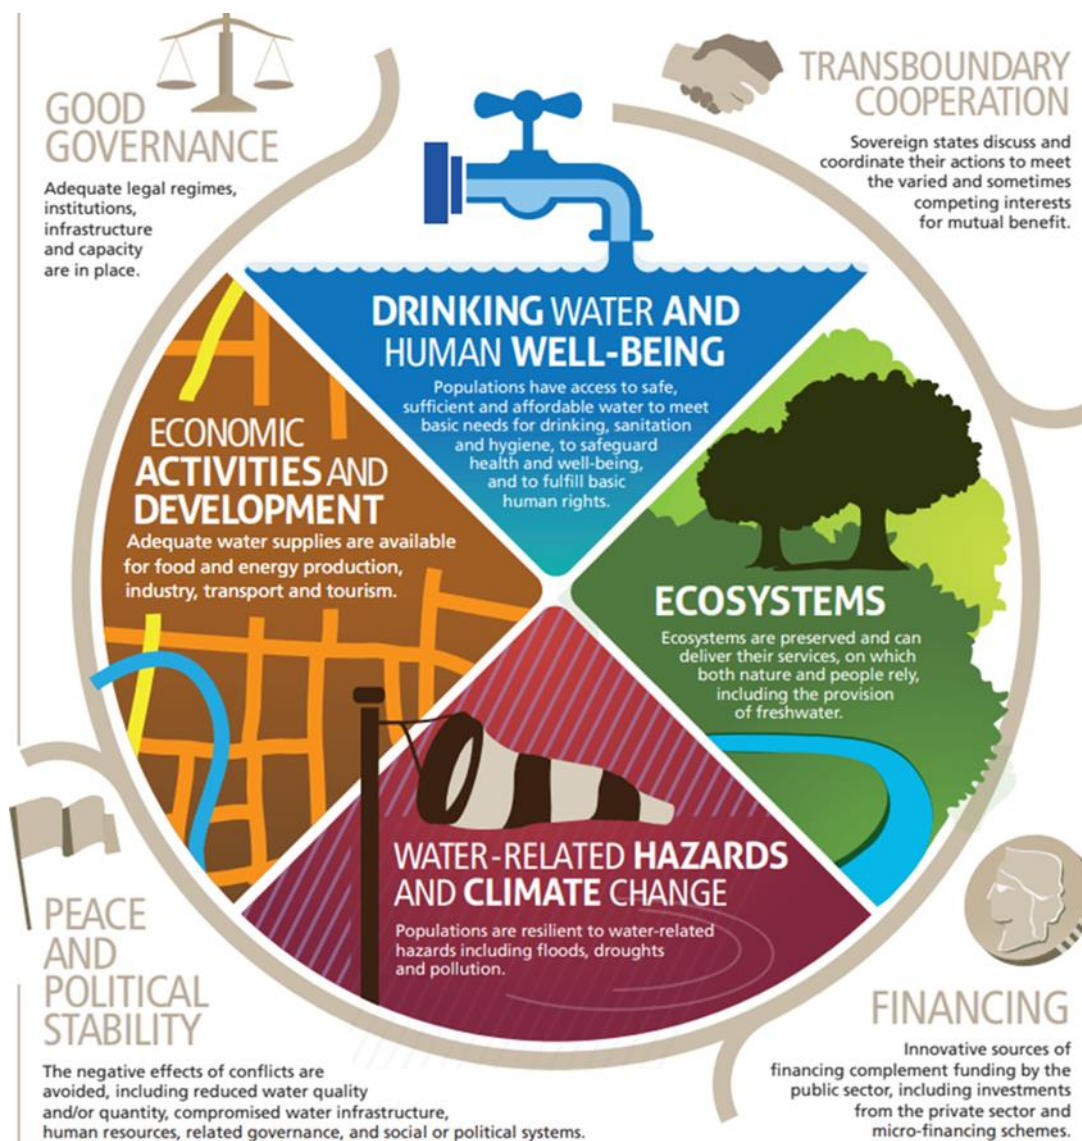 GOOD
GOVERNANCE
Adequate legal regimes,
institutions,
infrastructure
and capacity
are in place.
TRANSBOUNDARY
COOPERATION
Sovereign states discuss and
coordinate their actions to meet
the varied and sometimes
competing interests
for mutual benefit.
DRINKING WATER AND
HUMAN WELL-BEING
Populations have access to safe,
sufficient and affordable water to meet
basic needs for drinking, sanitation
and hygiene, to safeguard
health and well-being,
and to fulfill basic
human rights.
ECONOMIC
ACTIVITIES AND
DEVELOPMENT
Adequate water supplies are available
for food and energy production,
industry, transport and tourism.
ECOSYSTEMS
Ecosystems are preserved and can
deliver their services, on which
both nature and people rely,
including the provision
of freshwater.
WATER-RELATED HAZARDS
AND CLIMATE CHANGE
Populations are resilient to water-related
hazards including floods, droughts
and pollution.
PEACE
AND
POLITICAL
STABILITY
The negative effects of conflicts are
avoided, including reduced water quality
and/or quantity, compromised water infrastructure,
human resources, related governance, and social or political systems.
FINANCING
Innovative sources of
financing complement funding by the
public sector, including investments
from the private sector and
micro-financing schemes.